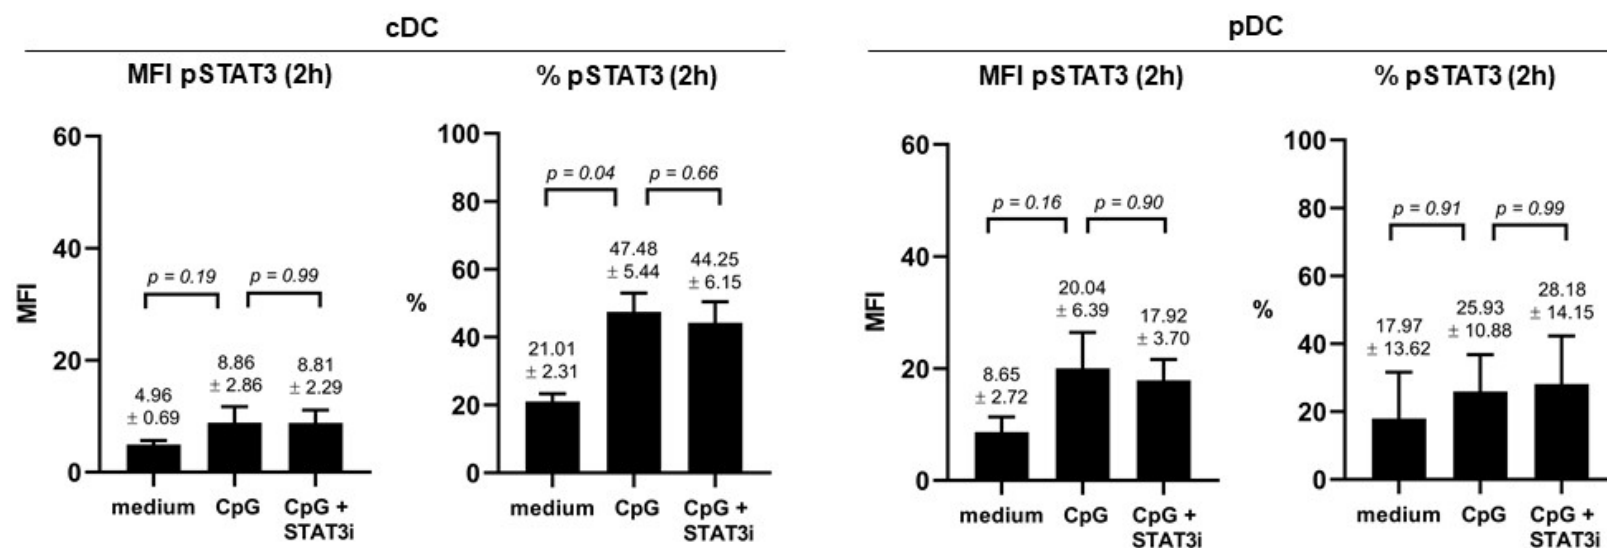 cDC
MFI pSTAT3 (2h)
60
40
20
0
MFI
p = 0.19
p = 0.99
4.96
± 0.69
8.86
± 2.86
8.81
± 2.29
medium
CpG
CpG +
STAT3i
% pSTAT3 (2h)
100
80
60
40
20
0
%
p = 0.04
p = 0.66
21.01
± 2.31
47.48
± 5.44
44.25
± 6.15
medium
CpG
CpG +
STAT3i
pDC
MFI pSTAT3 (2h)
60
40
20
0
MFI
p = 0.16
p = 0.90
8.65
± 2.72
20.04
± 6.39
17.92
± 3.70
medium
CpG
CpG +
STAT3i
% pSTAT3 (2h)
100
80
60
40
20
0
%
p = 0.91
p = 0.99
17.97
± 13.62
25.93
± 10.88
28.18
± 14.15
medium
CpG
CpG +
STAT3i